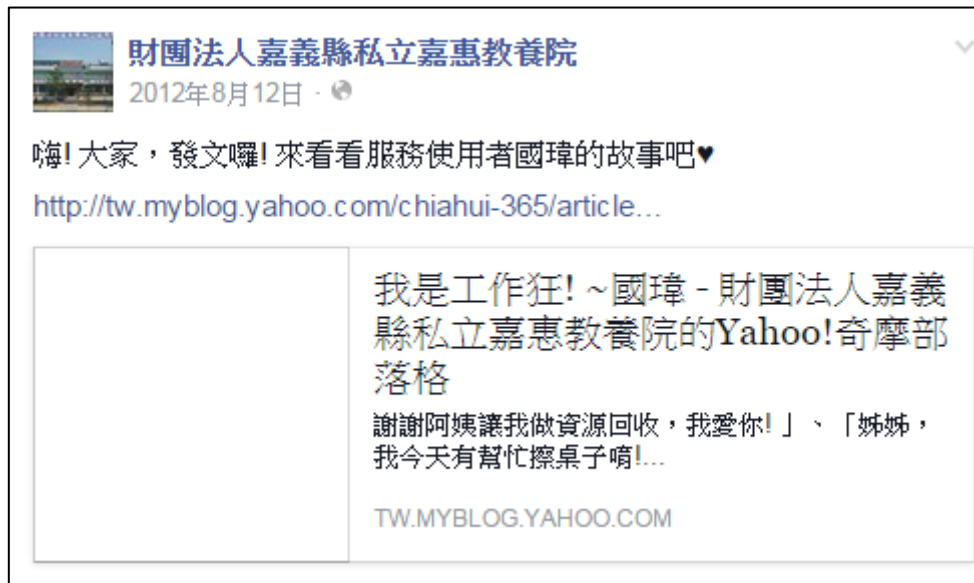 財團法人嘉義縣私立嘉惠教養院
2012年8月12日 ·
嗨! 大家，發文囉! 來看看服務使用者國瑋的故事吧♥
http://tw.myblog.yahoo.com/chiahui-365/article...
我是工作狂! ~國瑋 - 財團法人嘉義
縣私立嘉惠教養院的Yahoo!奇摩部
落格
謝謝阿姨讓我做資源回收，我愛你! 」、「姊姊，
我今天有幫忙擦桌子唷!...
TW.MYBLOG.YAHOO.COM